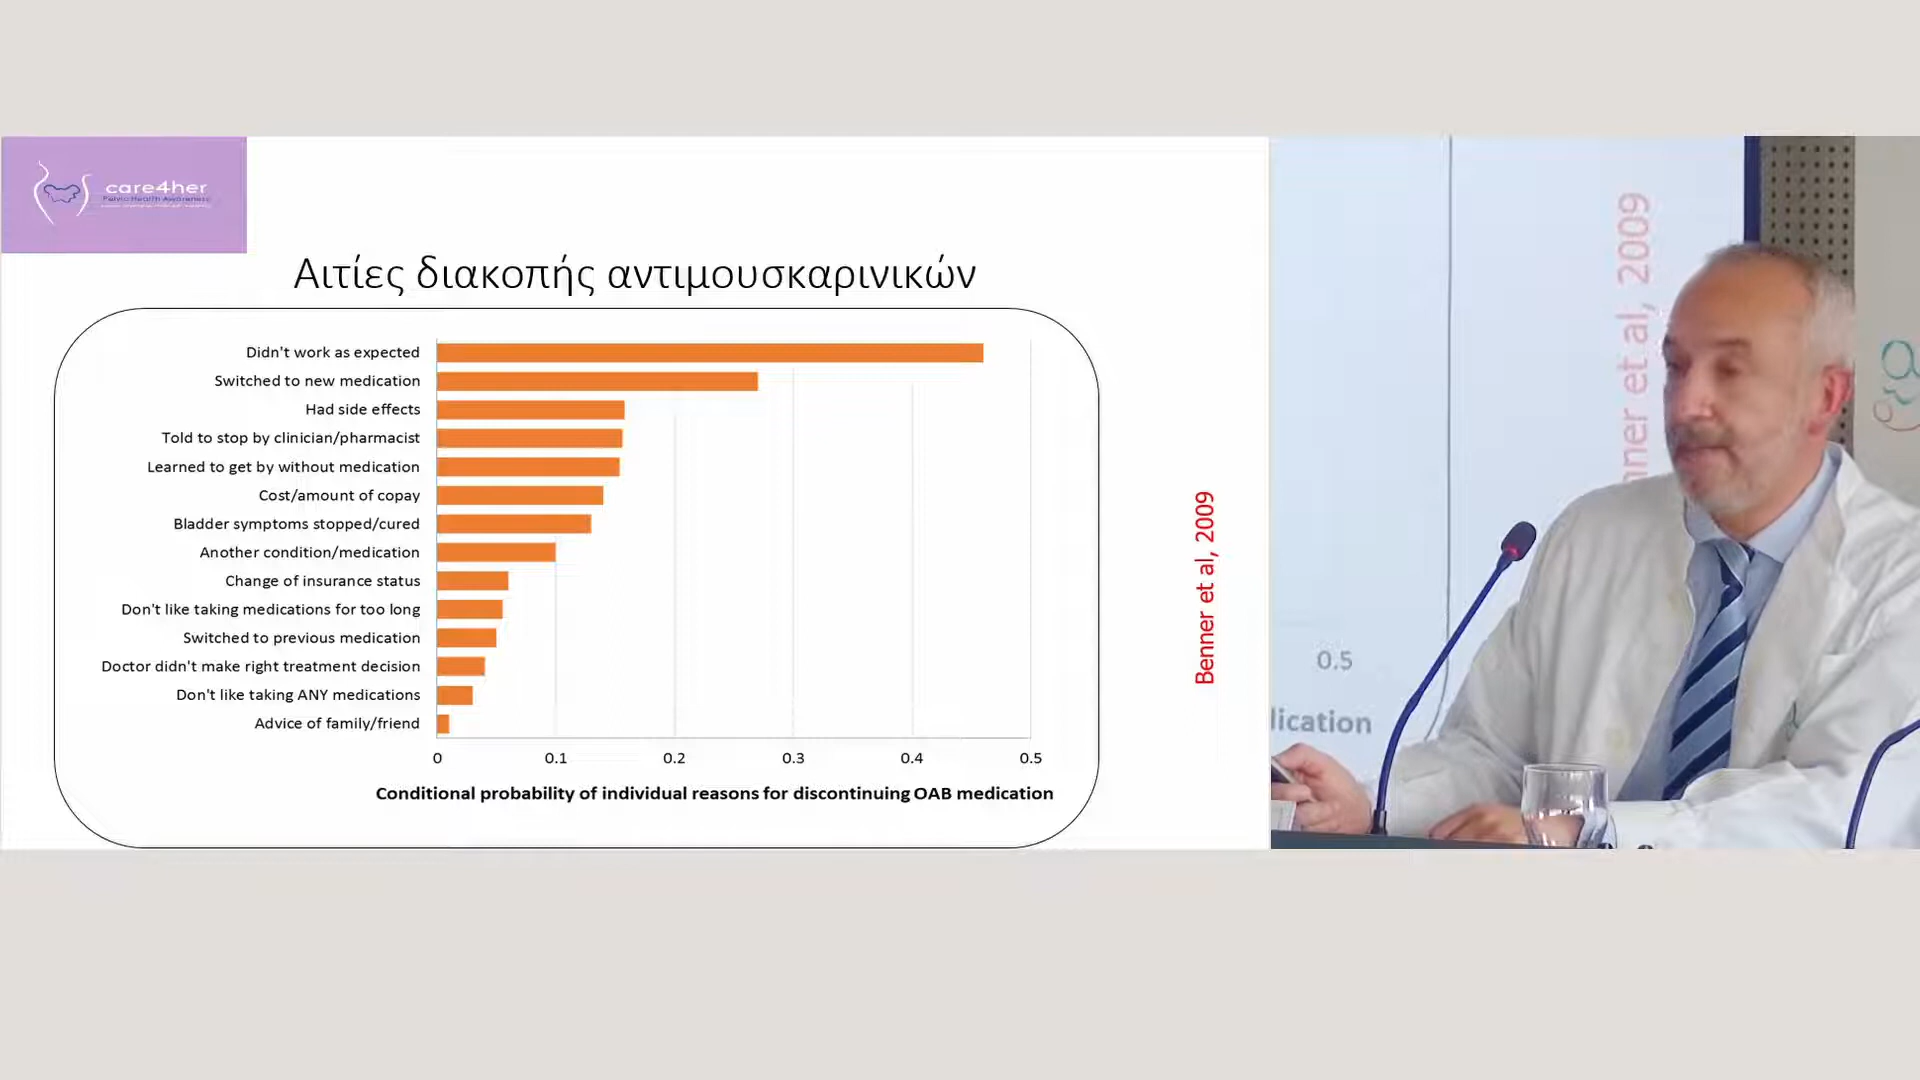 care4her
Pelvic Health Awareness
Αιτίες διακοπής αντιμουσκαρινικών
Didn't work as expected
Switched to new medication
Had side effects
Told to stop by clinician/pharmacist
Learned to get by without medication
Cost/amount of copay
Bladder symptoms stopped/cured
Another condition/medication
Change of insurance status
Don't like taking medications for too long
Switched to previous medication
Doctor didn't make right treatment decision
Don't like taking ANY medications
Advice of family/friend
0 0.1 0.2 0.3 0.4 0.5
Conditional probability of individual reasons for discontinuing OAB medication
Benner et al, 2009
nner et al, 2009
0.5
lication